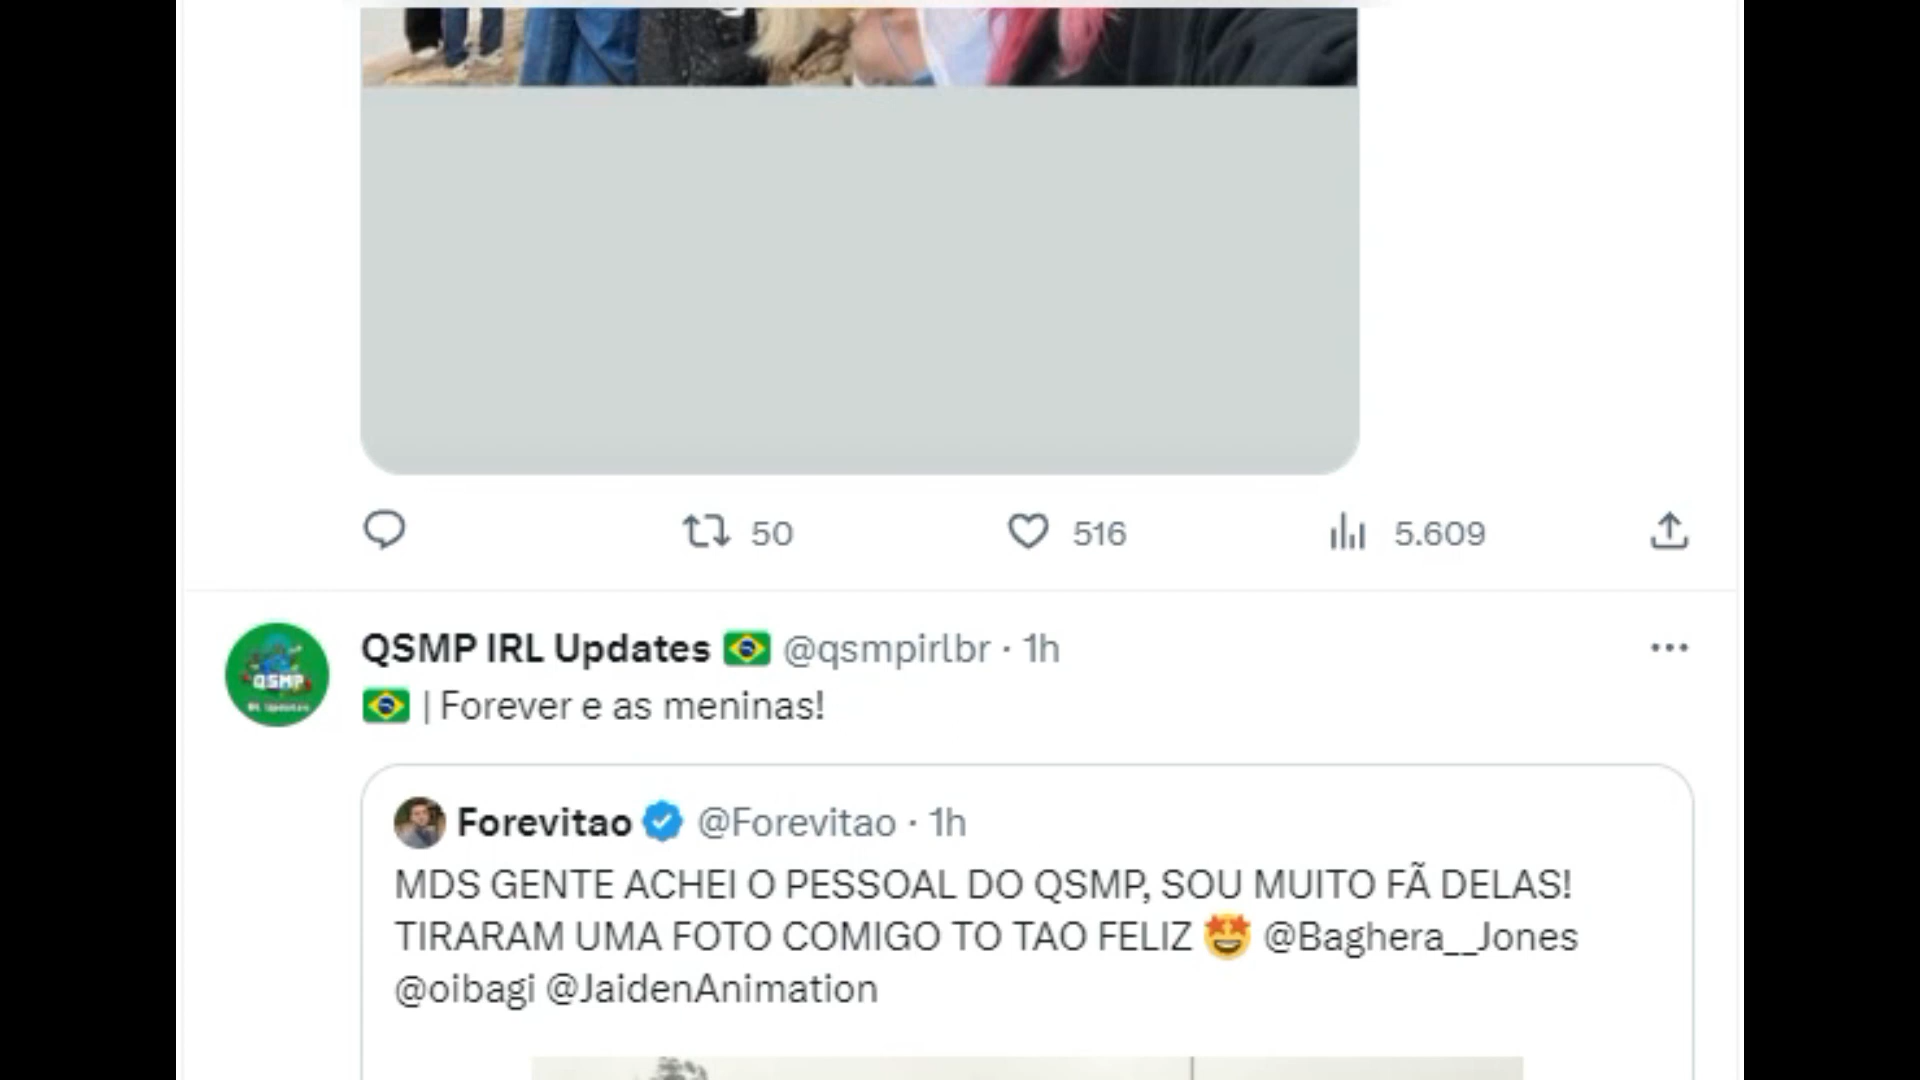 50 516 5.609
QSMP IRL Updates 🇧🇷 @qsmpirlbr · 1h
🇧🇷 | Forever e as meninas!
QSMP
Forevitao @Forevitao · 1h
MDS GENTE ACHEI O PESSOAL DO QSMP, SOU MUITO FÃ DELAS!
TIRARAM UMA FOTO COMIGO TO TAO FELIZ 🤩 @Baghera__Jones
@oibagi @JaidenAnimation